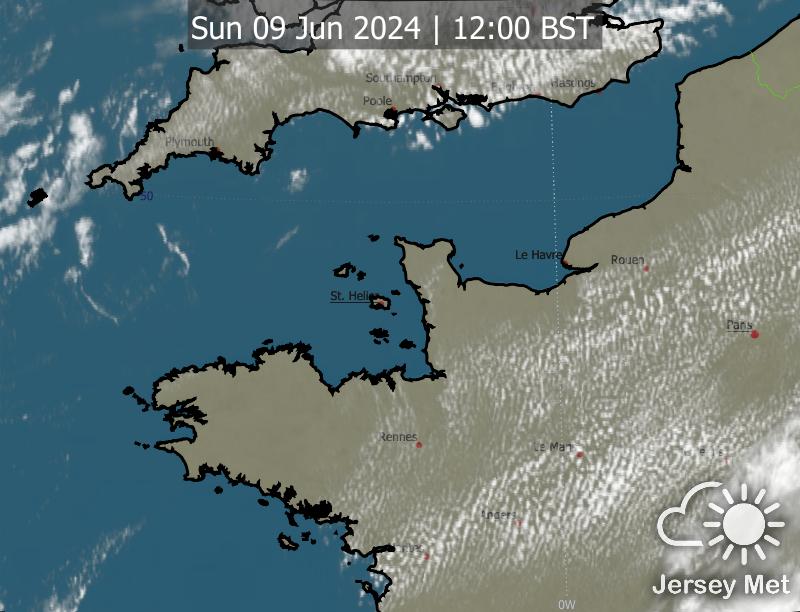 Sun 09 Jun 2024 | 12:00 BST
Southampton
Hastings
Poole
Plymouth
50
Le Havre
Rouen
St. Helier
Paris
Rennes
Le Man
Angers
Jersey Met
0W